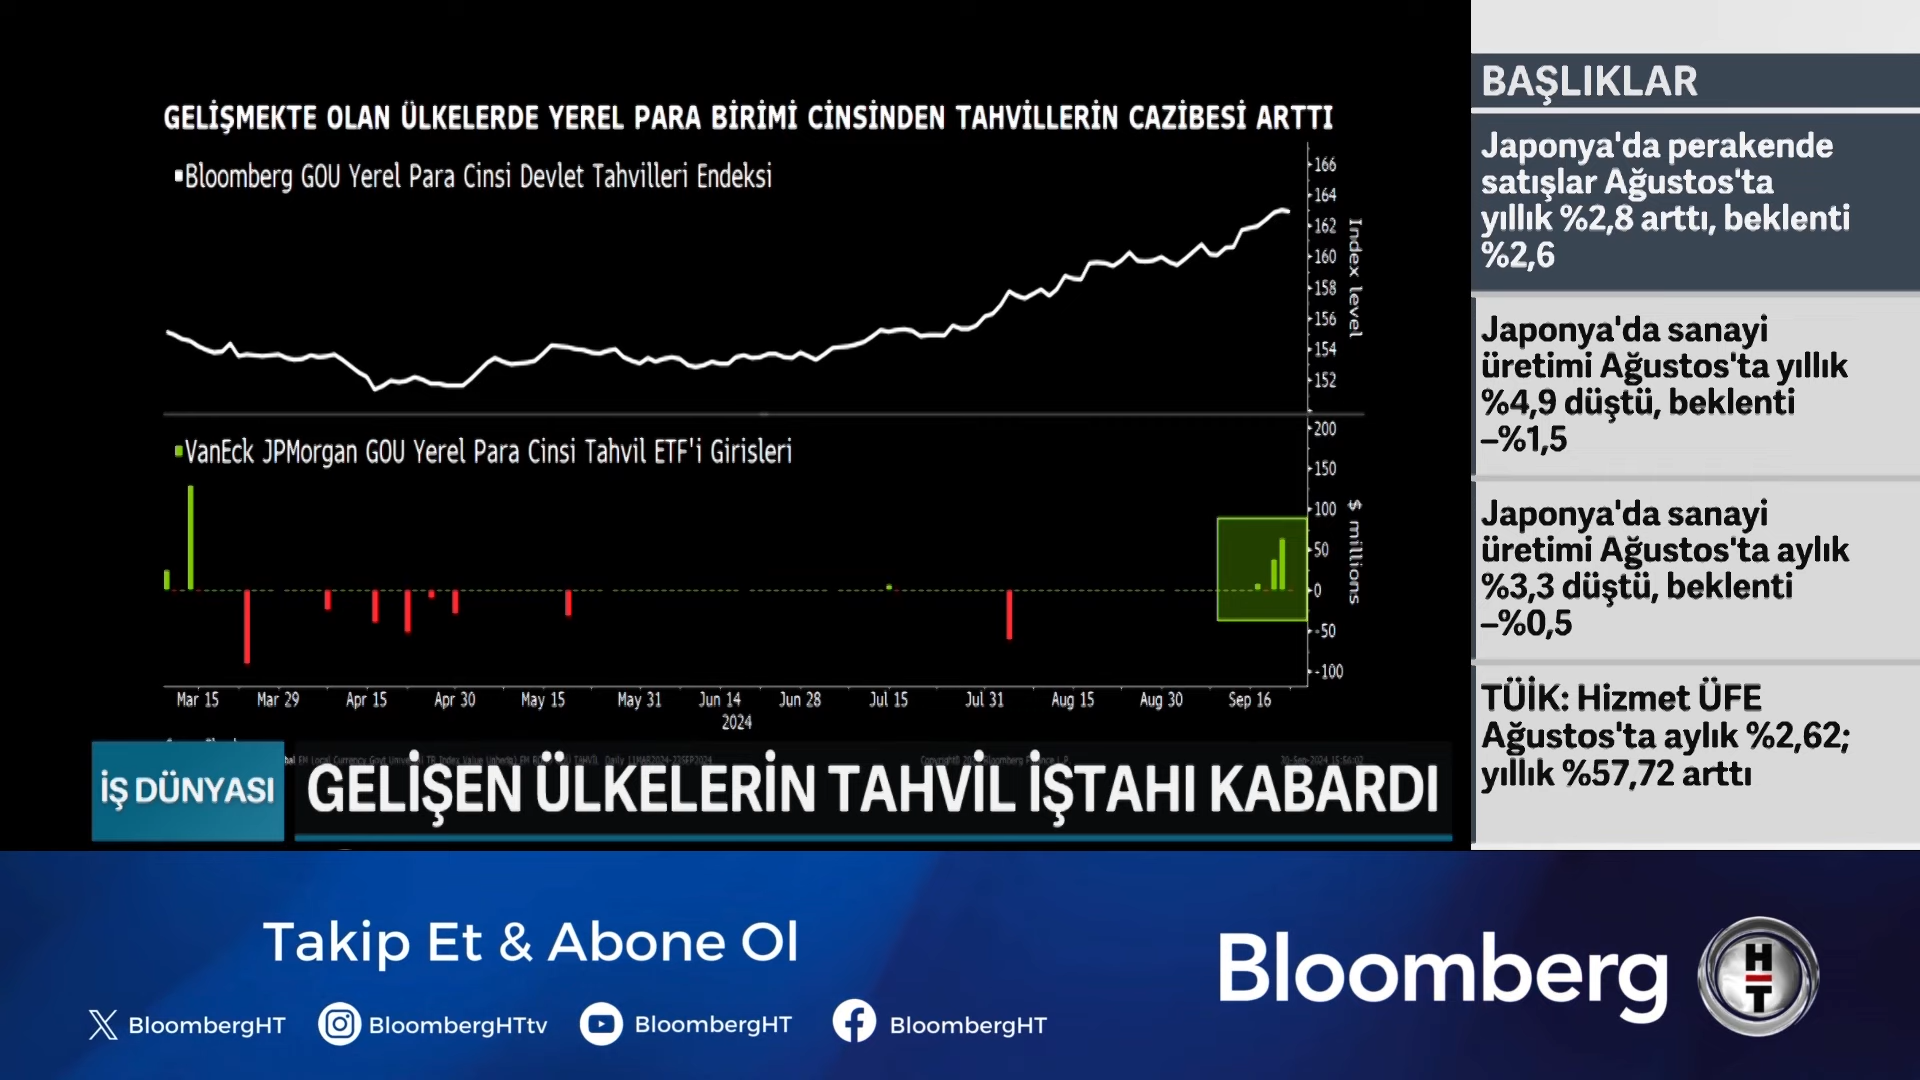 GELİŞMEKTE OLAN ÜLKELERDE YEREL PARA BİRİMİ CİNSİNDEN TAHVİLLERİN CAZİBESİ ARTTI
Bloomberg GOU Yerel Para Cinsi Devlet Tahvilleri Endeksi
166
164
162
160
158
156
154
152
Index level
VanEck JPMorgan GOU Yerel Para Cinsi Tahvil ETF'i Girisleri
200
150
100
50
0
-50
-100
$ millions
Mar 15 Mar 29 Apr 15 Apr 30 May 15 May 31 Jun 14 Jun 28 Jul 15 Jul 31 Aug 15 Aug 30 Sep 16
2024
İŞ DÜNYASI
GELİŞEN ÜLKELERİN TAHVİL İŞTAHI KABARDI
BAŞLIKLAR
Japonya'da perakende
satışlar Ağustos'ta
yıllık %2,8 arttı, beklenti
%2,6
Japonya'da sanayi
üretimi Ağustos'ta yıllık
%4,9 düştü, beklenti
–%1,5
Japonya'da sanayi
üretimi Ağustos'ta aylık
%3,3 düştü, beklenti
–%0,5
TÜİK: Hizmet ÜFE
Ağustos'ta aylık %2,62;
yıllık %57,72 arttı
Takip Et & Abone Ol
BloombergHT BloombergHTtv BloombergHT BloombergHT
Bloomberg HT